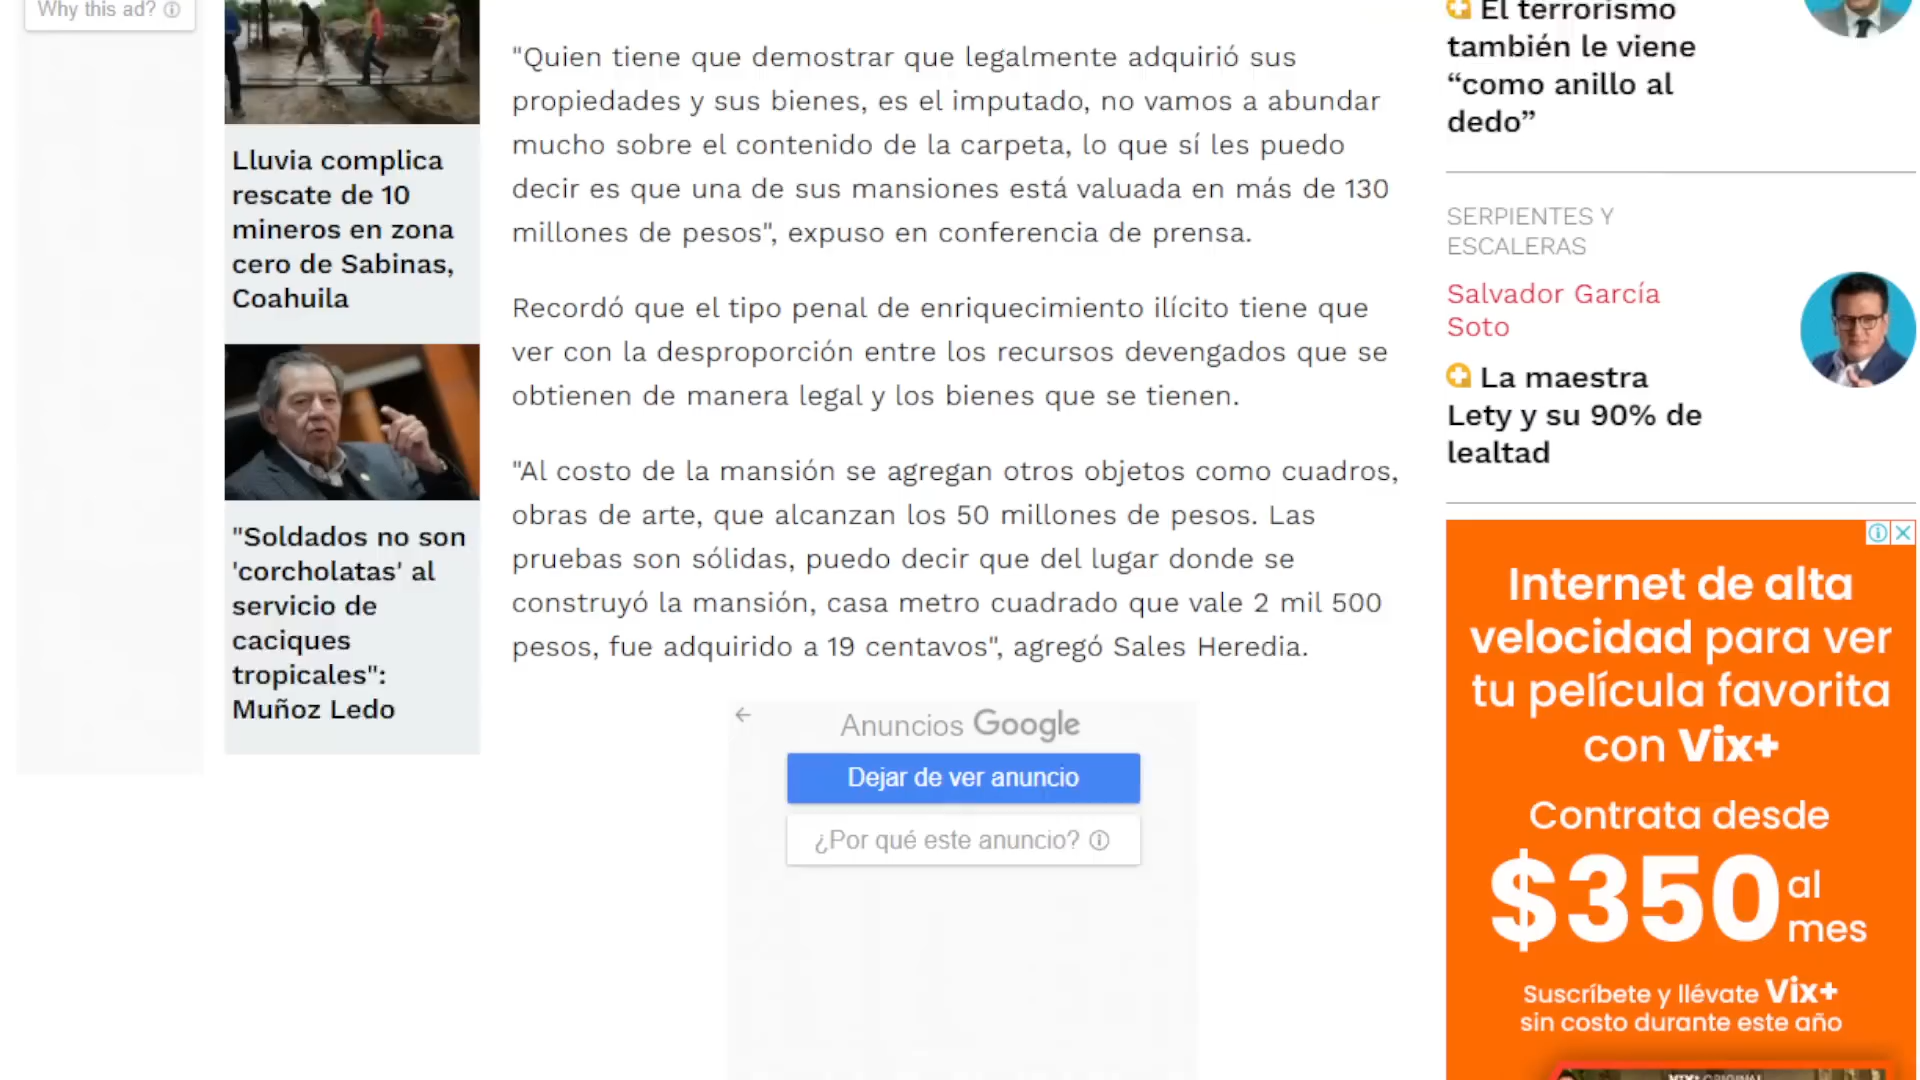 Why this ad?
Lluvia complica
rescate de 10
mineros en zona
cero de Sabinas,
Coahuila
"Soldados no son
'corcholatas' al
servicio de
caciques
tropicales":
Muñoz Ledo
"Quien tiene que demostrar que legalmente adquirió sus
propiedades y sus bienes, es el imputado, no vamos a abundar
mucho sobre el contenido de la carpeta, lo que sí les puedo
decir es que una de sus mansiones está valuada en más de 130
millones de pesos", expuso en conferencia de prensa.
Recordó que el tipo penal de enriquecimiento ilícito tiene que
ver con la desproporción entre los recursos devengados que se
obtienen de manera legal y los bienes que se tienen.
"Al costo de la mansión se agregan otros objetos como cuadros,
obras de arte, que alcanzan los 50 millones de pesos. Las
pruebas son sólidas, puedo decir que del lugar donde se
construyó la mansión, casa metro cuadrado que vale 2 mil 500
pesos, fue adquirido a 19 centavos", agregó Sales Heredia.
Anuncios Google
Dejar de ver anuncio
¿Por qué este anuncio?
El terrorismo
también le viene
“como anillo al
dedo”
SERPIENTES Y
ESCALERAS
Salvador García
Soto
La maestra
Lety y su 90% de
lealtad
Internet de alta
velocidad para ver
tu película favorita
con Vix+
Contrata desde
$350 al
mes
Suscríbete y llévate Vix+
sin costo durante este año
VIX+ ORIGINAL